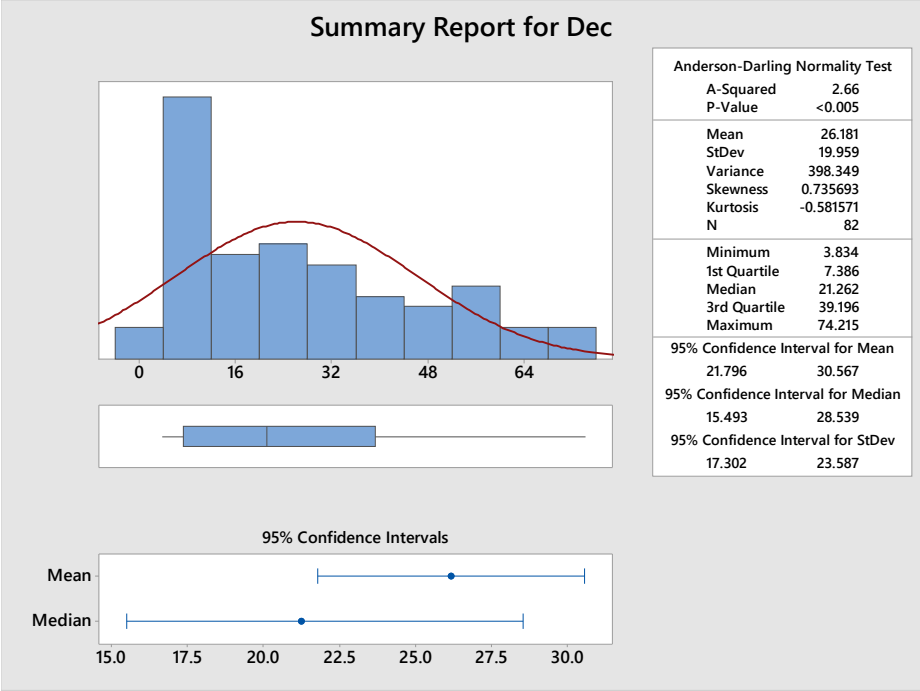 Summary Report for Dec
0 16 32 48 64
Anderson-Darling Normality Test
A-Squared 2.66
P-Value <0.005
Mean 26.181
StDev 19.959
Variance 398.349
Skewness 0.735693
Kurtosis -0.581571
N 82
Minimum 3.834
1st Quartile 7.386
Median 21.262
3rd Quartile 39.196
Maximum 74.215
95% Confidence Interval for Mean
21.796 30.567
95% Confidence Interval for Median
15.493 28.539
95% Confidence Interval for StDev
17.302 23.587
95% Confidence Intervals
Mean
Median
15.0 17.5 20.0 22.5 25.0 27.5 30.0